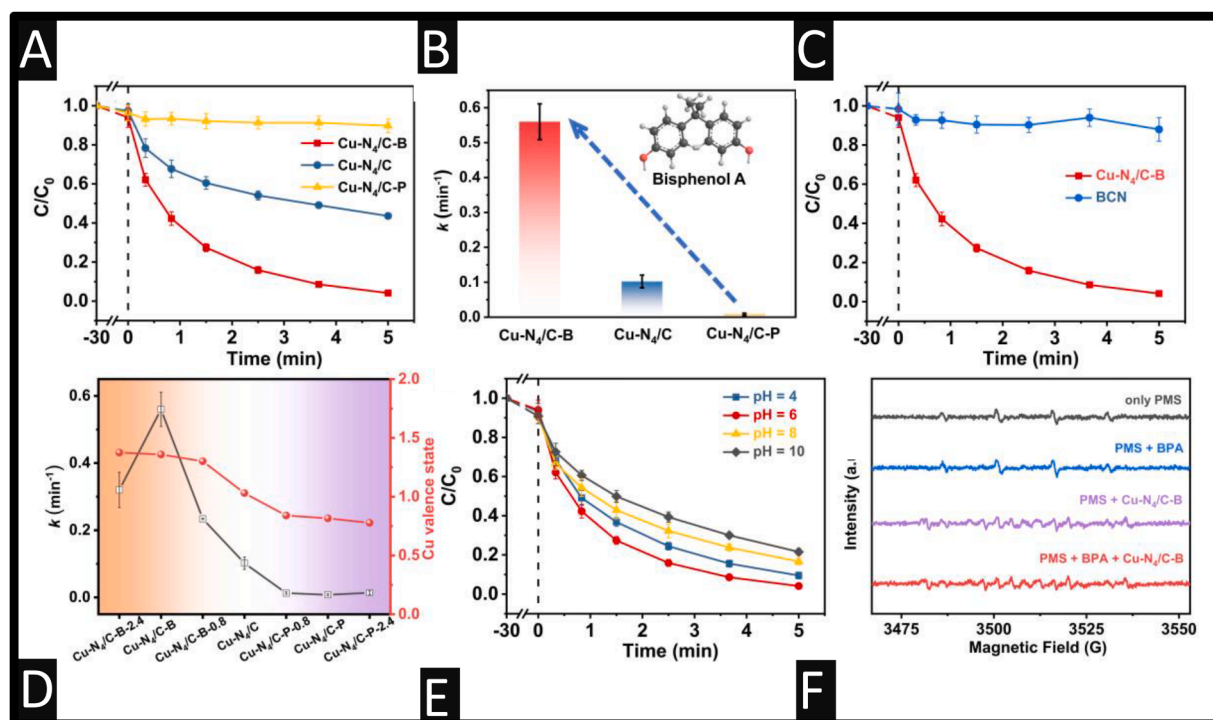 A
B
C
C/C₀
1.0
0.8
0.6
0.4
0.2
0.0
Cu-N₄/C-B
Cu-N₄/C
Cu-N₄/C-P
-30 0 1 2 3 4 5
Time (min)
k (min⁻¹)
0.6
0.5
0.4
0.3
0.2
0.1
0.0
Bisphenol A
Cu-N₄/C-B Cu-N₄/C Cu-N₄/C-P
C/C₀
1.0
0.8
0.6
0.4
0.2
0.0
Cu-N₄/C-B
BCN
-30 0 1 2 3 4 5
Time (min)
k (min⁻¹)
0.6
0.4
0.2
0.0
2.0
1.5
1.0
0.5
0.0
Cu valence state
Cu-N₄/C-B-2.4
Cu-N₄/C-B
Cu-N₄/C-B-0.8
Cu-N₄/C
Cu-N₄/C-P-0.8
Cu-N₄/C-P
Cu-N₄/C-P-2.4
C/C₀
1.0
0.8
0.6
0.4
0.2
0.0
pH = 4
pH = 6
pH = 8
pH = 10
-30 0 1 2 3 4 5
Time (min)
Intensity (a.
only PMS
PMS + BPA
PMS + Cu-N₄/C-B
PMS + BPA + Cu-N₄/C-B
3475 3500 3525 3550
Magnetic Field (G)
D
E
F